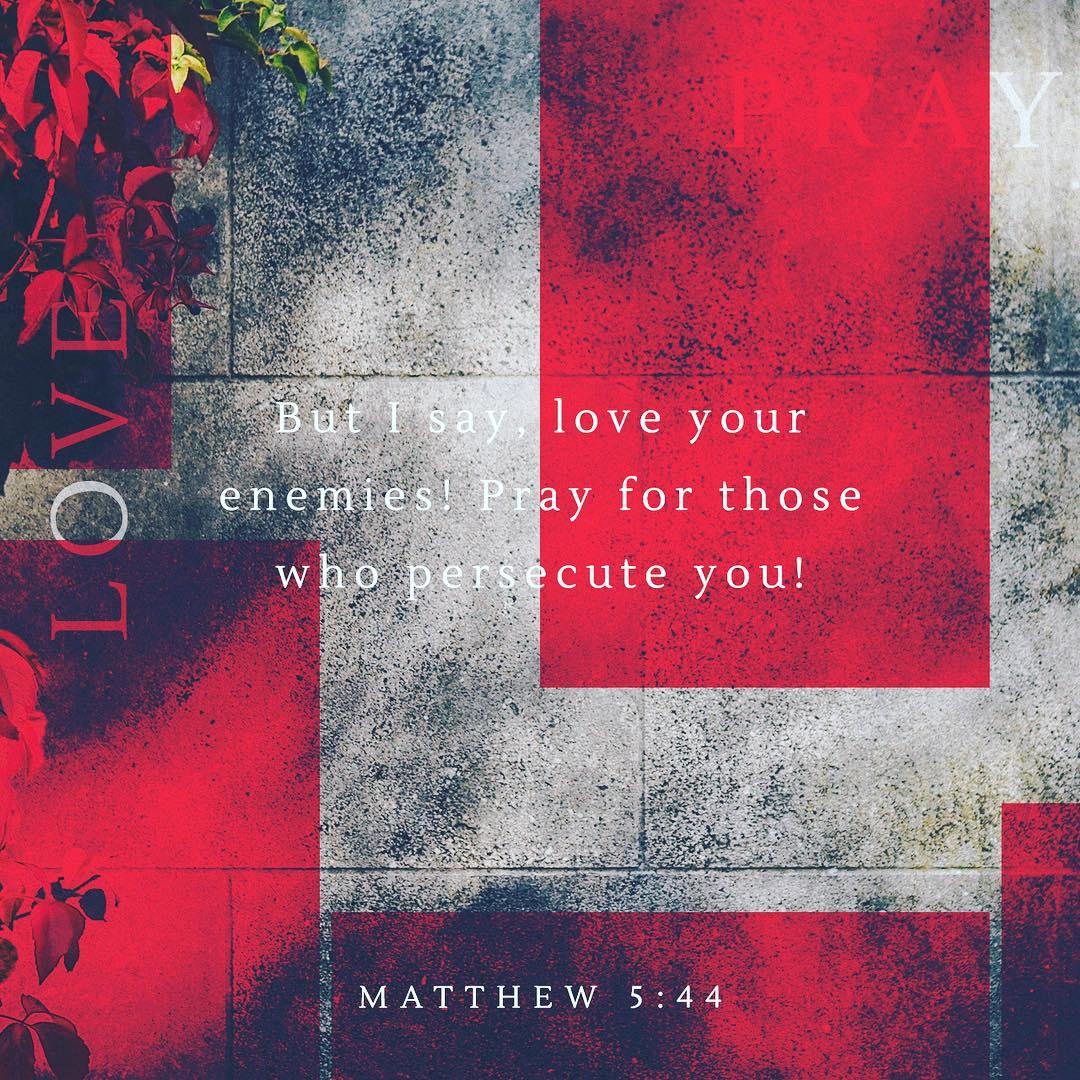 PRAY
LOVE
But I say, love your
enemies! Pray for those
who persecute you!
MATTHEW 5:44